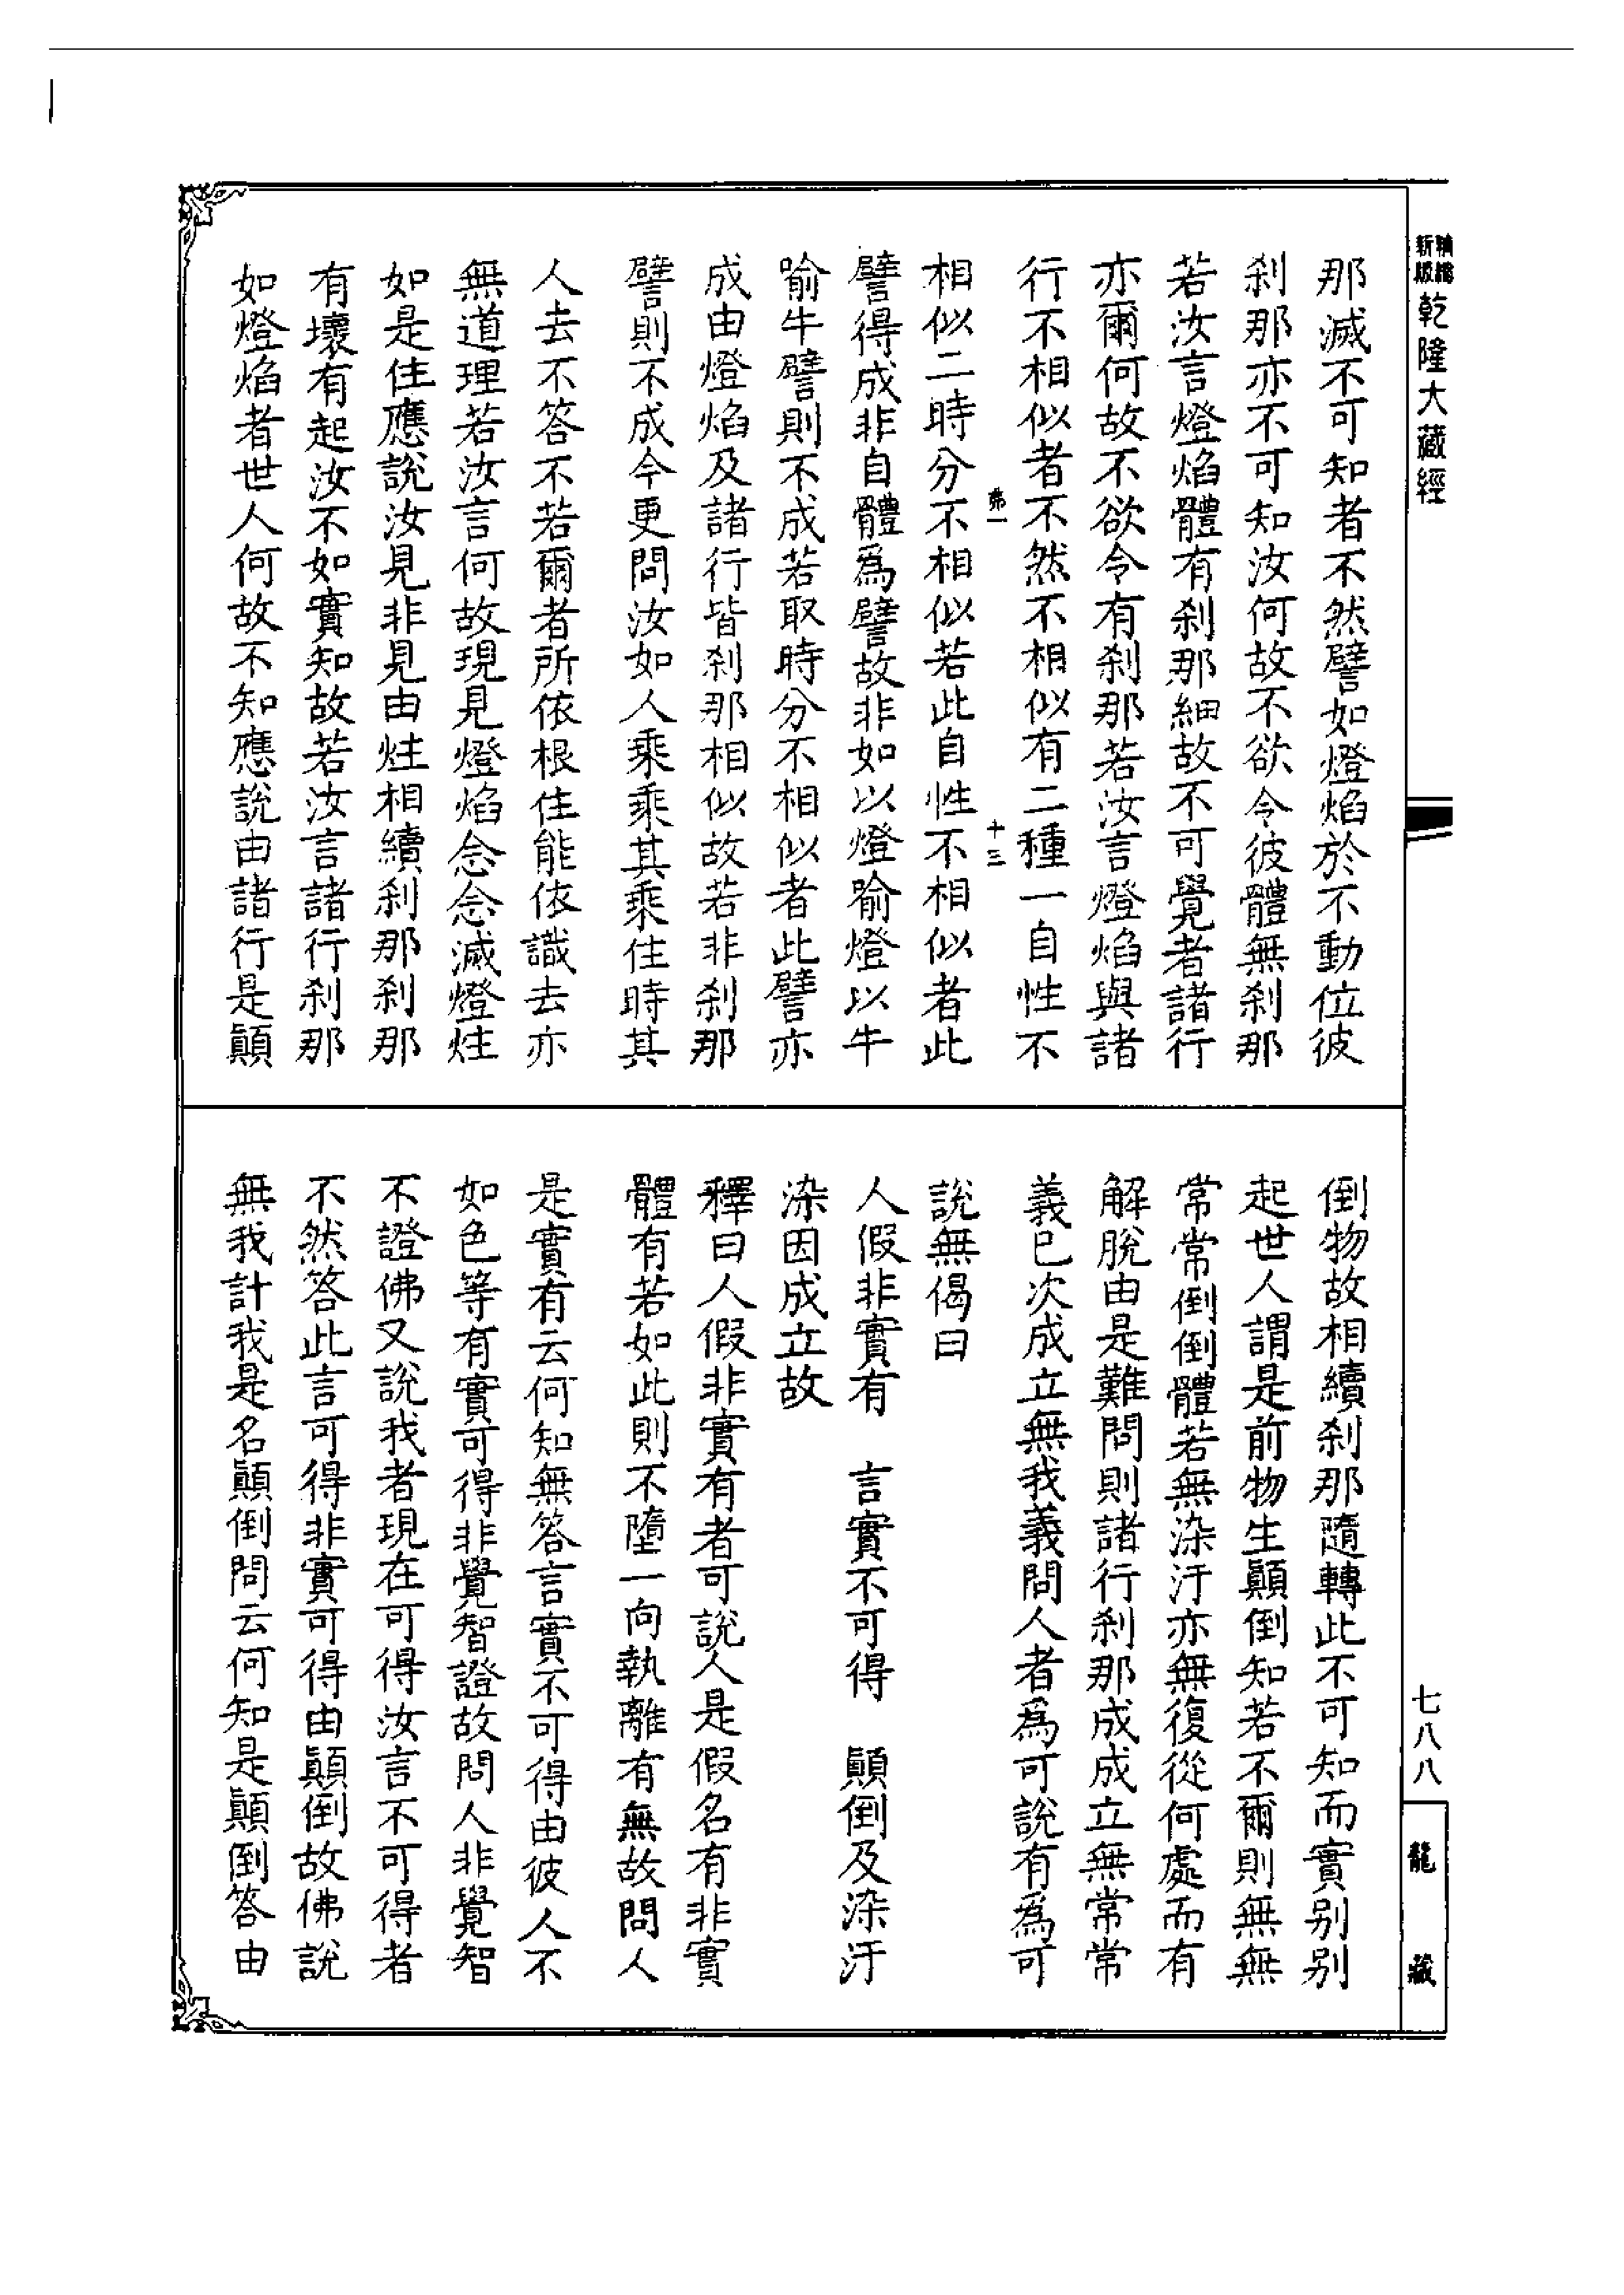 乾隆大藏經
那滅不可知者不然譬如燈焰於不動位彼
刹那亦不可知汝何故不欲令彼體無刹那
若汝言燈焰體有刹那細故不可覺者諸行
亦爾何故不欲令有刹那若汝言燈焰與諸
行不相似者不然不相似有二種一自性不
第一
十三
相似二時分不相似若此自性不相似者此
譬得成非自體爲譬故非如以燈喻燈以牛
喻牛譬則不成若取時分不相似者此譬亦
成由燈焰及諸行皆刹那相似故若非刹那
譬則不成今更問汝如人乘乘其乘住時其
人去不答不若爾者所依根住能依識去亦
無道理若汝言何故現見燈焰念念滅燈炷
如是住應說汝見非見由炷相續刹那刹那
有壞有起汝不如實知故若汝言諸行刹那
如燈焰者世人何故不知應說由諸行是顚
倒物故相續刹那隨轉此不可知而實别别
起世人謂是前物生顚倒知若不爾則無無
常常倒倒體若無染汙亦無復從何處而有
解脫由是難問則諸行刹那成成立無常常
義已次成立無我義問人者爲可說有爲可
說無偈曰
人假非實有　言實不可得　顚倒及染汙
染因成立故
釋曰人假非實有者可說人是假名有非實
體有若如此則不墮一向執離有無故問人
是實有云何知無答言實不可得由彼人不
如色等有實可得非覺智證故問人非覺智
不證佛又說我者現在可得汝言不可得者
不然答此言可得非實可得由顚倒故佛說
無我計我是名顚倒問云何知是顚倒答由
七八八
龍藏